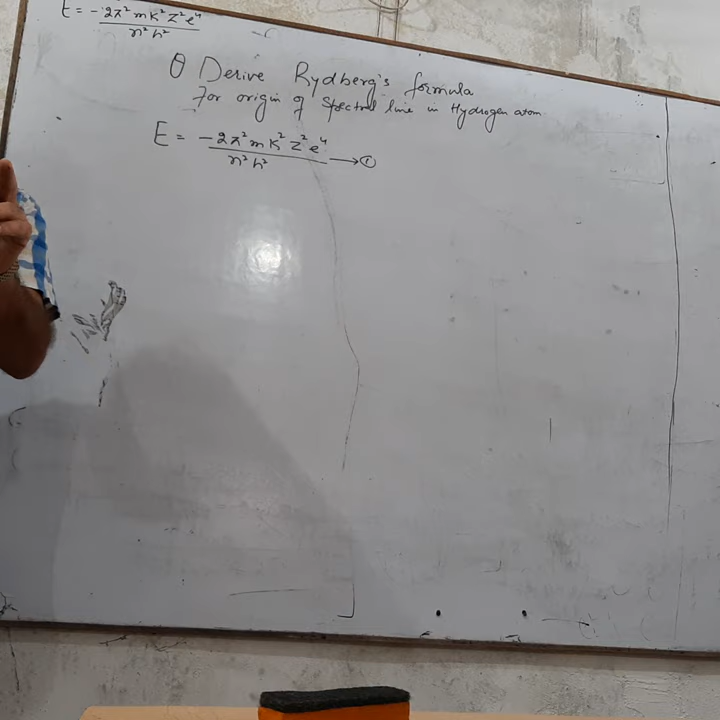 E = - 2π²mK²Z²e⁴ / n²h²
Q Derive Rydberg's formula
For origin of Spectral line in Hydrogen atom
E = - 2π²mK²Z²e⁴ / n²h² → ①